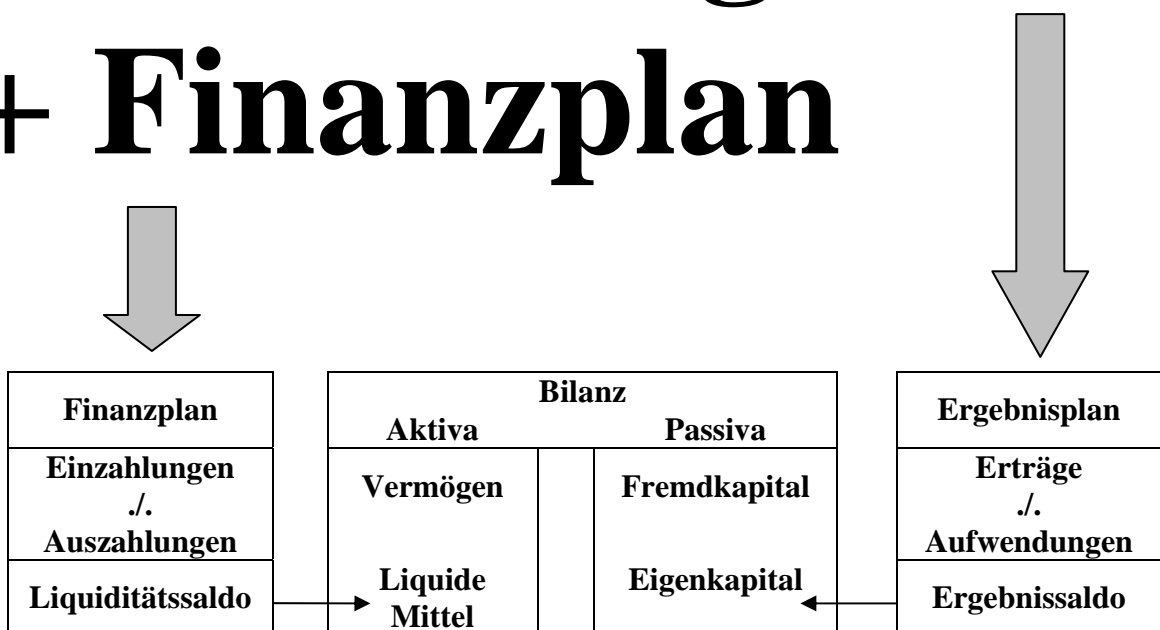 + Finanzplan
Finanzplan
Einzahlungen
./.
Auszahlungen
Liquiditätssaldo
Bilanz
Aktiva Passiva
Vermögen Fremdkapital
Liquide
Mittel
Eigenkapital
Ergebnisplan
Erträge
./.
Aufwendungen
Ergebnissaldo